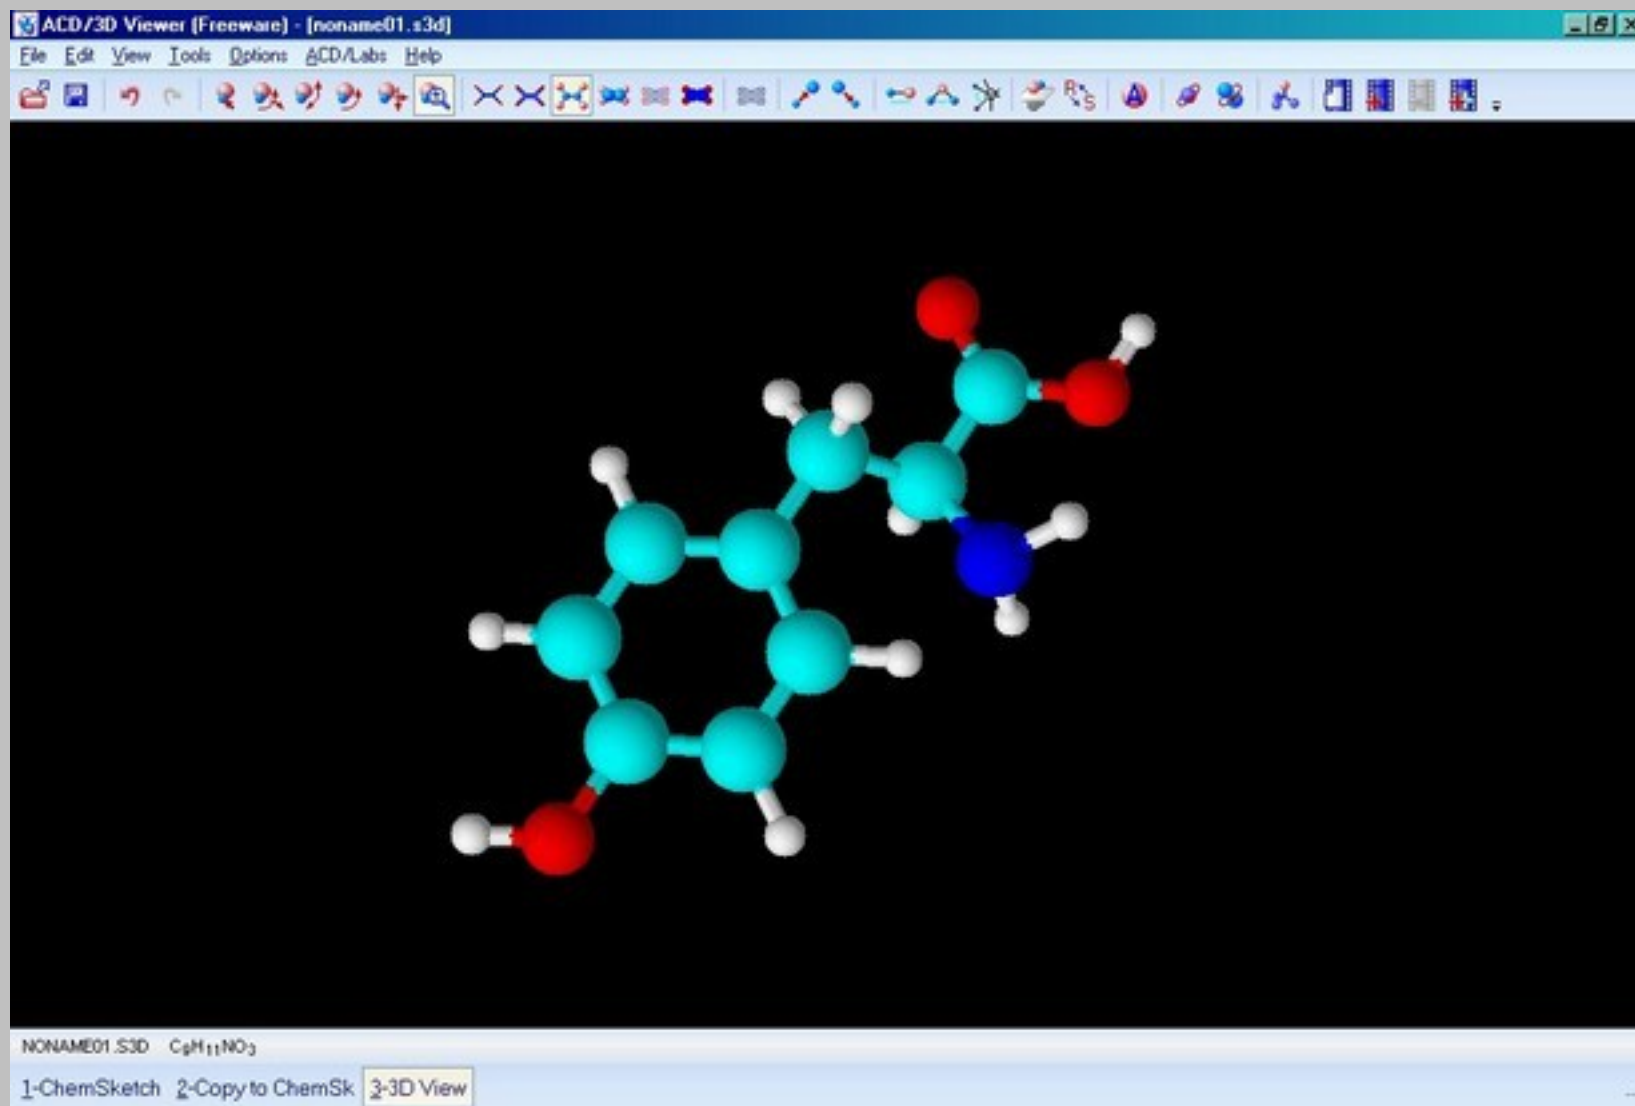 ACD/3D Viewer (Freeware) - [noname01.s3d]
File Edit View Tools Options ACD/Labs Help
NONAME01.S3D C₉H₁₁NO₃
1-ChemSketch 2-Copy to ChemSk 3-3D View